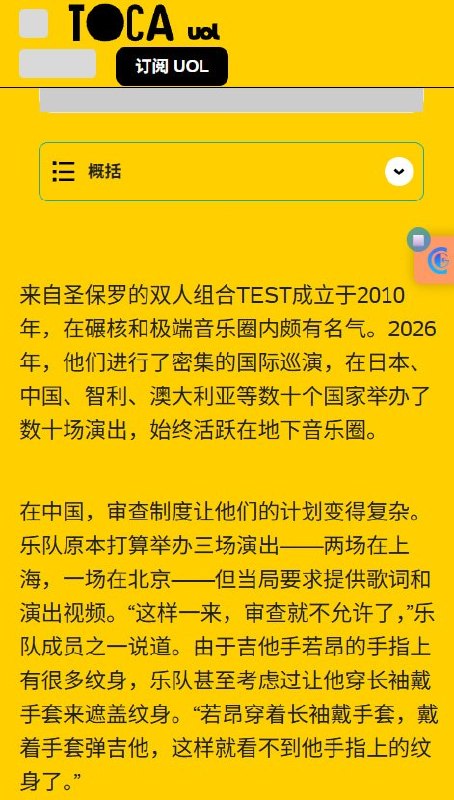 TOCA uol
订阅 UOL
概括
来自圣保罗的双人组合TEST成立于2010
年，在碾核和极端音乐圈内颇有名气。2026
年，他们进行了密集的国际巡演，在日本、
中国、智利、澳大利亚等数十个国家举办了
数十场演出，始终活跃在地下音乐圈。
在中国，审查制度让他们的计划变得复杂。
乐队原本打算举办三场演出——两场在上
海，一场在北京——但当局要求提供歌词和
演出视频。“这样一来，审查就不允许了，”乐
队成员之一说道。由于吉他手若昂的手指上
有很多纹身，乐队甚至考虑过让他穿长袖戴
手套来遮盖纹身。“若昂穿着长袖戴手套，戴
着手套弹吉他，这样就看不到他手指上的纹
身了。”